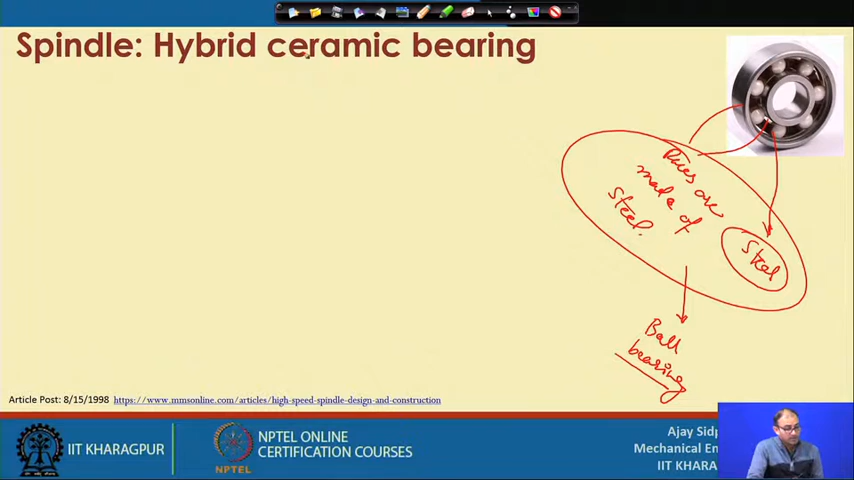 Spindle: Hybrid ceramic bearing
Races are
made of
steel.
Steel
Ball
bearing
Article Post: 8/15/1998 https://www.mmsonline.com/articles/high-speed-spindle-design-and-construction
IIT KHARAGPUR
NPTEL
NPTEL ONLINE
CERTIFICATION COURSES
Ajay Sidp
Mechanical En
IIT KHARA